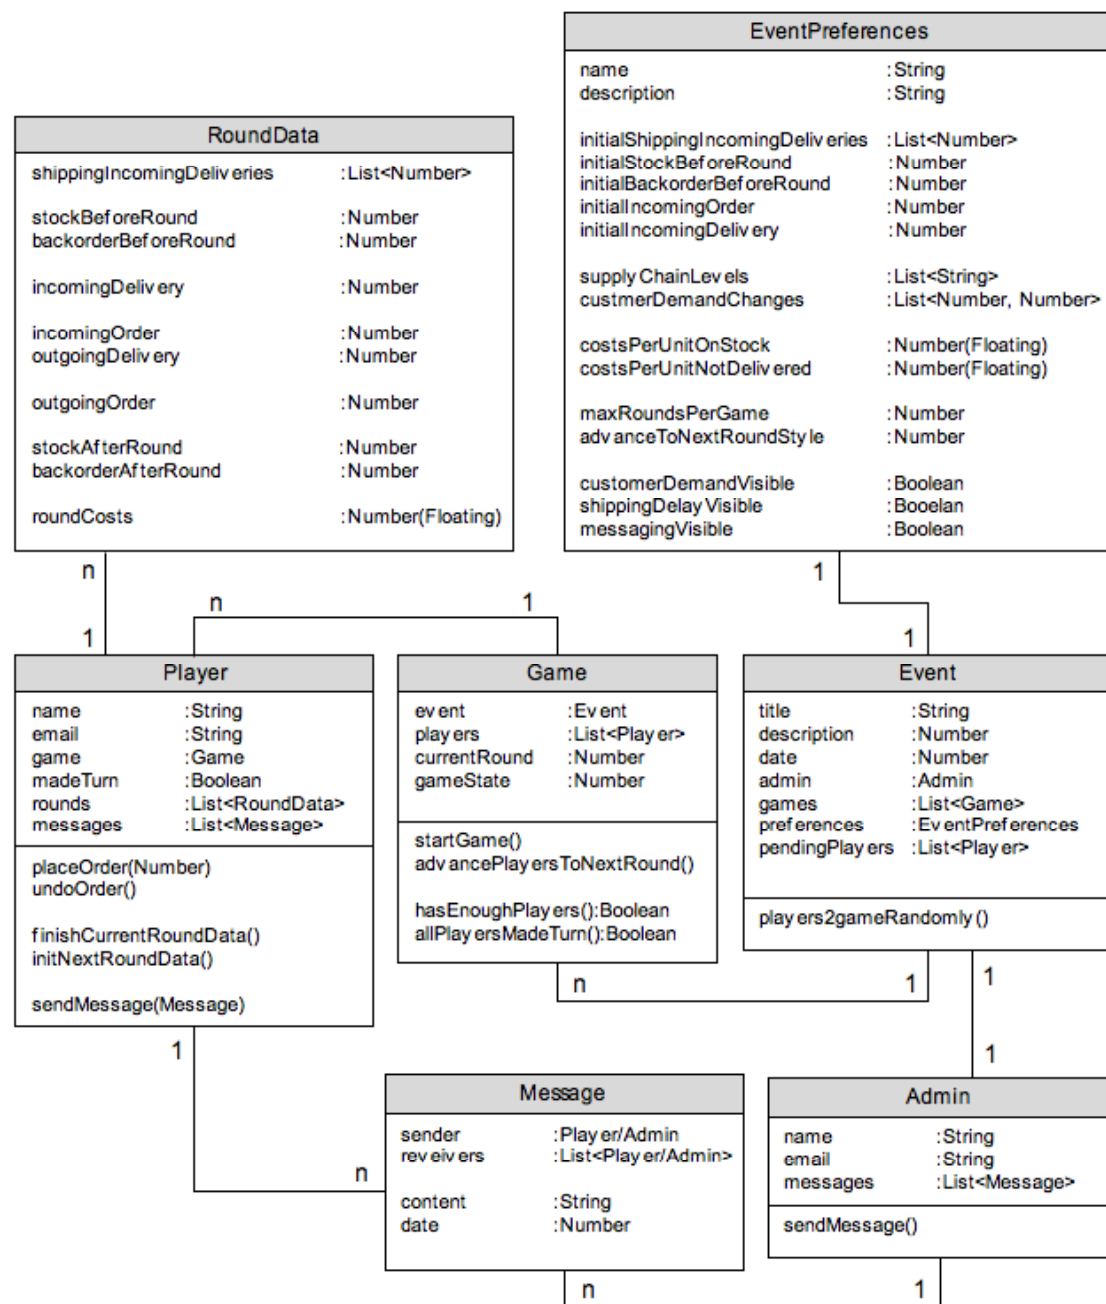 EventPreferences
name :String
description :String
initialShippingIncomingDeliveries :List<Number>
initialStockBeforeRound :Number
initialBackorderBeforeRound :Number
initialIncomingOrder :Number
initialIncomingDelivery :Number
supplyChainLevels :List<String>
custmerDemandChanges :List<Number, Number>
costsPerUnitOnStock :Number(Floating)
costsPerUnitNotDelivered :Number(Floating)
maxRoundsPerGame :Number
advanceToNextRoundStyle :Number
customerDemandVisible :Boolean
shippingDelayVisible :Booelan
messagingVisible :Boolean
RoundData
shippingIncomingDeliveries :List<Number>
stockBeforeRound :Number
backorderBeforeRound :Number
incomingDelivery :Number
incomingOrder :Number
outgoingDelivery :Number
outgoingOrder :Number
stockAfterRound :Number
backorderAfterRound :Number
roundCosts :Number(Floating)
n
1
n
1
1
1
Player
name :String
email :String
game :Game
madeTurn :Boolean
rounds :List<RoundData>
messages :List<Message>
placeOrder(Number)
undoOrder()
finishCurrentRoundData()
initNextRoundData()
sendMessage(Message)
Game
event :Event
players :List<Player>
currentRound :Number
gameState :Number
startGame()
advancePlayersToNextRound()
hasEnoughPlayers():Boolean
allPlayersMadeTurn():Boolean
Event
title :String
description :Number
date :Number
admin :Admin
games :List<Game>
preferences :EventPreferences
pendingPlayers :List<Player>
players2gameRandomly()
n
1
1
1
1
n
Message
sender :Player/Admin
reveivers :List<Player/Admin>
content :String
date :Number
Admin
name :String
email :String
messages :List<Message>
sendMessage()
n
1